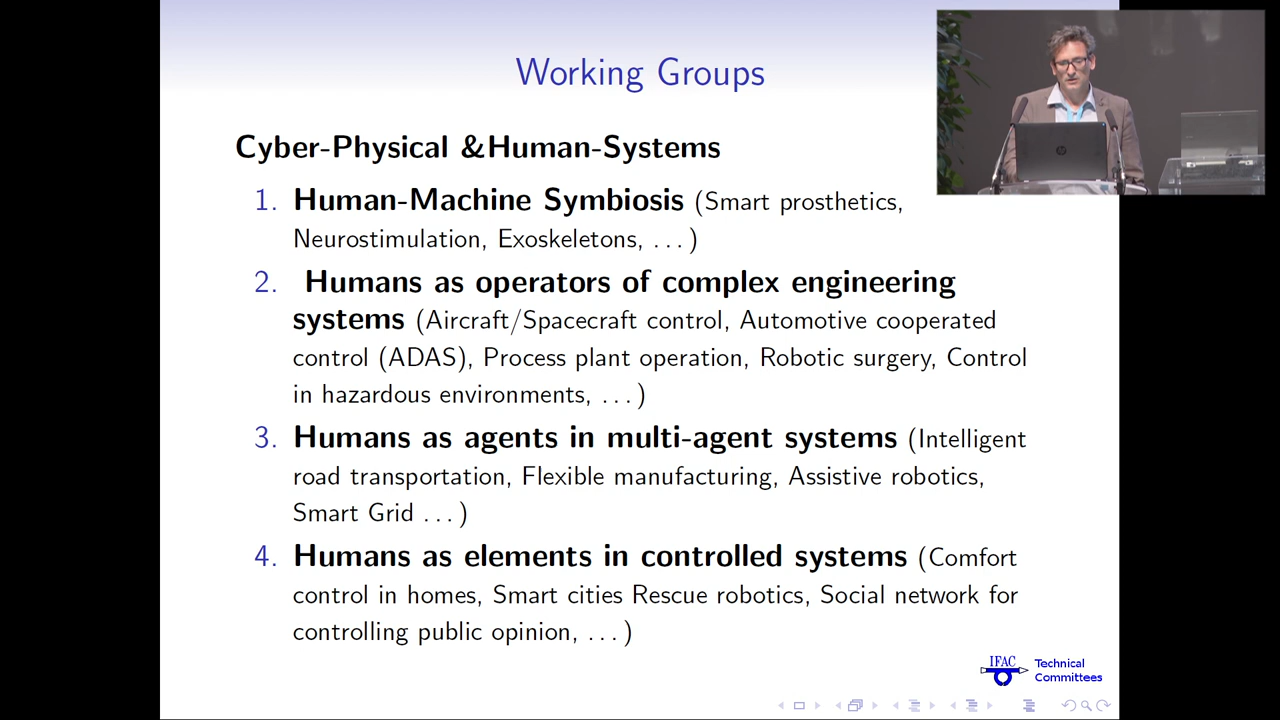 Working Groups
Cyber-Physical &Human-Systems
1. Human-Machine Symbiosis (Smart prosthetics,
Neurostimulation, Exoskeletons, . . . )
2. Humans as operators of complex engineering
systems (Aircraft/Spacecraft control, Automotive cooperated
control (ADAS), Process plant operation, Robotic surgery, Control
in hazardous environments, . . . )
3. Humans as agents in multi-agent systems (Intelligent
road transportation, Flexible manufacturing, Assistive robotics,
Smart Grid . . . )
4. Humans as elements in controlled systems (Comfort
control in homes, Smart cities Rescue robotics, Social network for
controlling public opinion, . . . )
IFAC
Technical
Committees